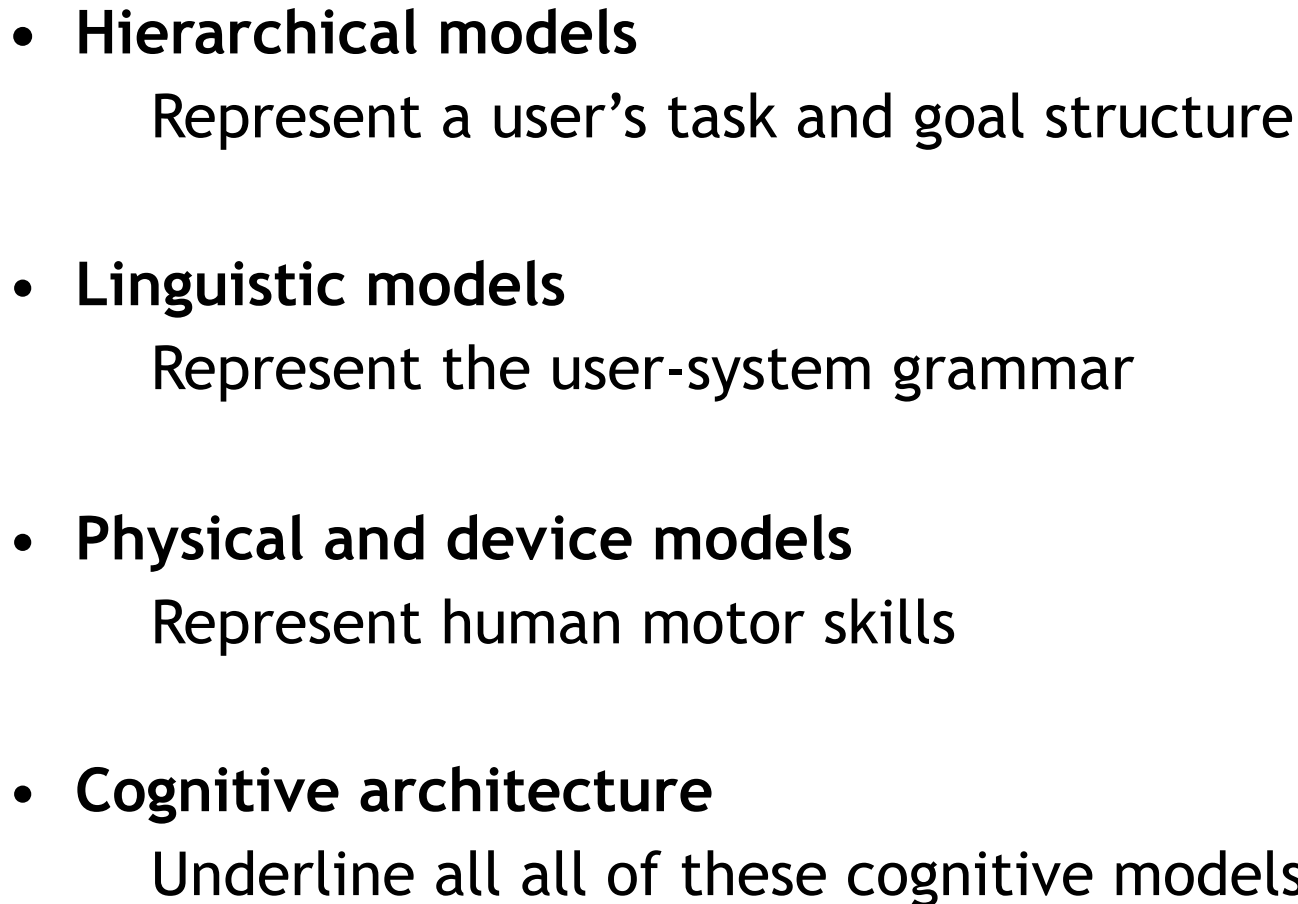 • Hierarchical models
Represent a user’s task and goal structure
• Linguistic models
Represent the user-system grammar
• Physical and device models
Represent human motor skills
• Cognitive architecture
Underline all all of these cognitive models